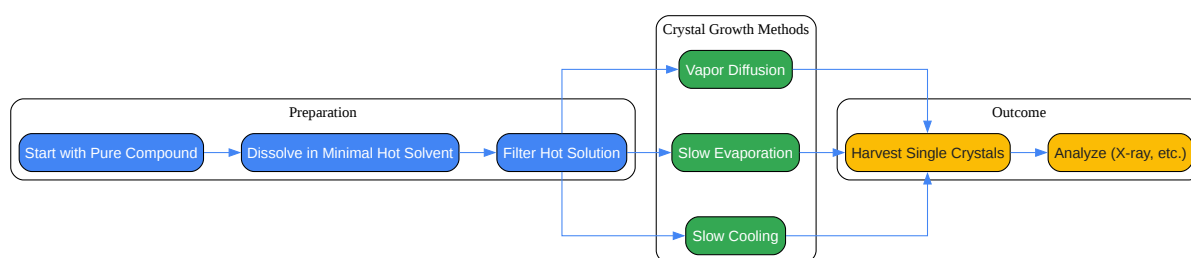 Preparation
Start with Pure Compound
Dissolve in Minimal Hot Solvent
Filter Hot Solution
Crystal Growth Methods
Vapor Diffusion
Slow Evaporation
Slow Cooling
Outcome
Harvest Single Crystals
Analyze (X-ray, etc.)